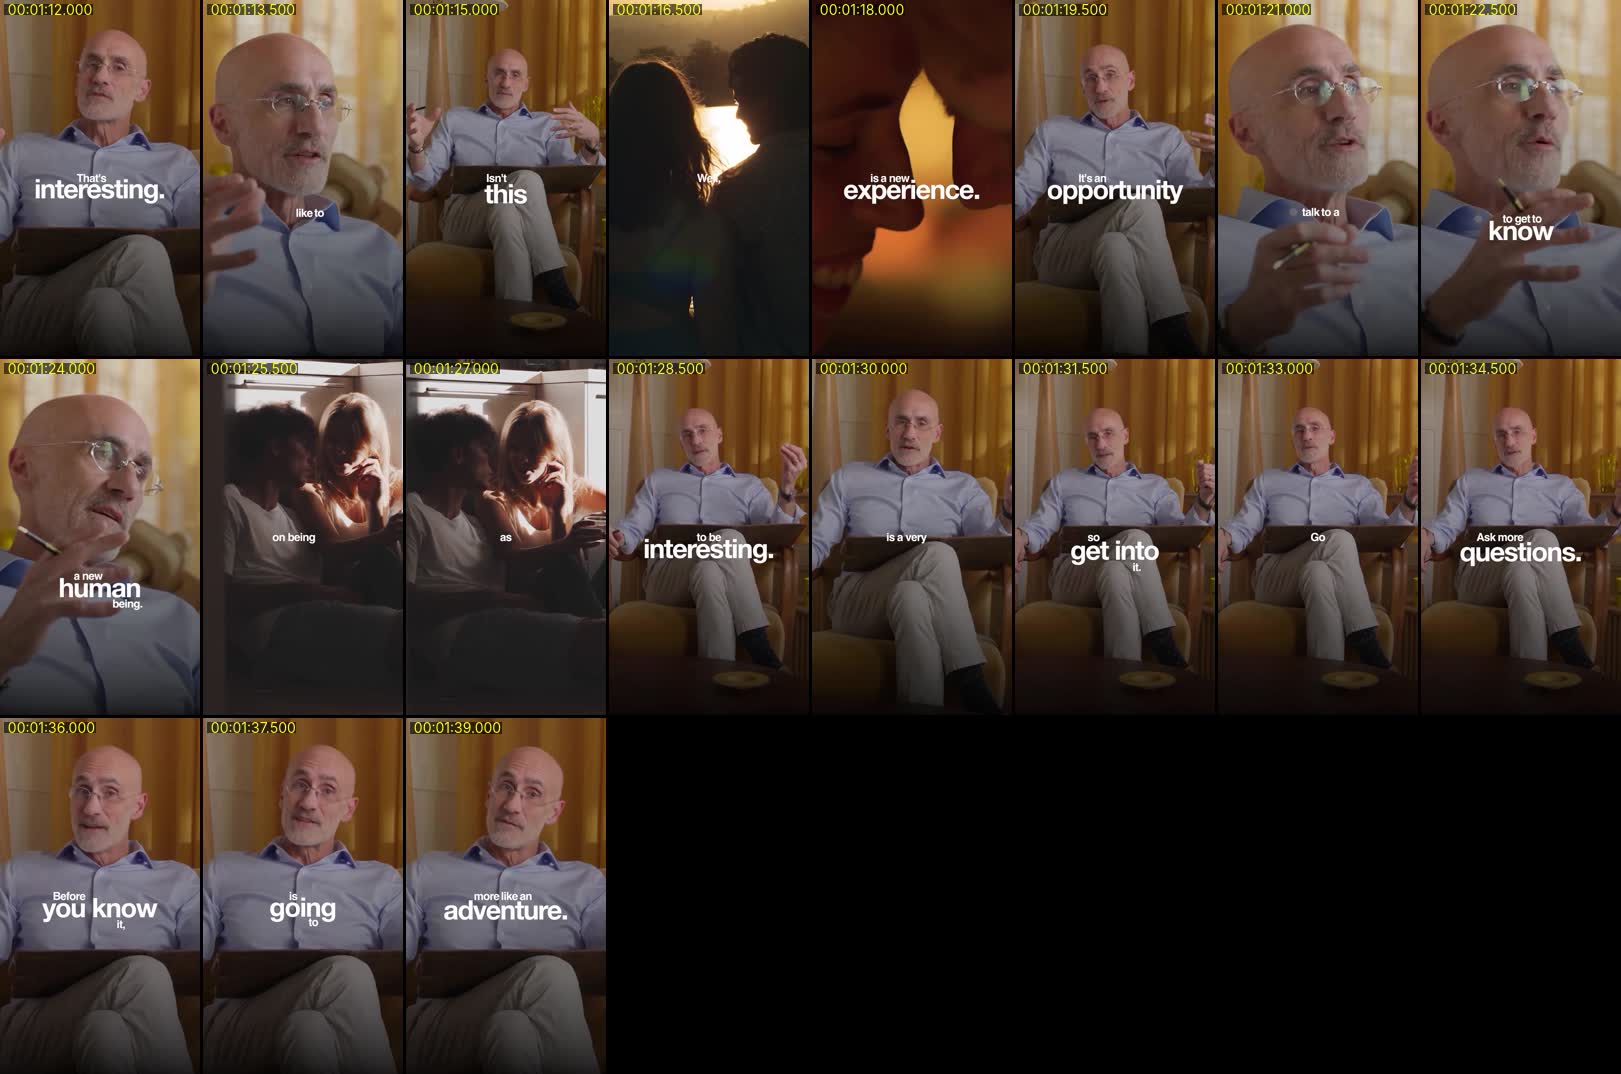 00:01:12.000
That's
interesting.
00:01:13.500
like to
00:01:15.000
Isn't
this
00:01:16.500
Well,
00:01:18.000
is a new
experience.
00:01:19.500
It's an
opportunity
00:01:21.000
talk to a
00:01:22.500
to get to
know
00:01:24.000
a new
human
being.
00:01:25.500
on being
00:01:27.000
as
00:01:28.500
to be
interesting.
00:01:30.000
is a very
00:01:31.500
so
get into
it.
00:01:33.000
Go
00:01:34.500
Ask more
questions.
00:01:36.000
Before
you know
it,
00:01:37.500
is
going
to
00:01:39.000
more like an
adventure.